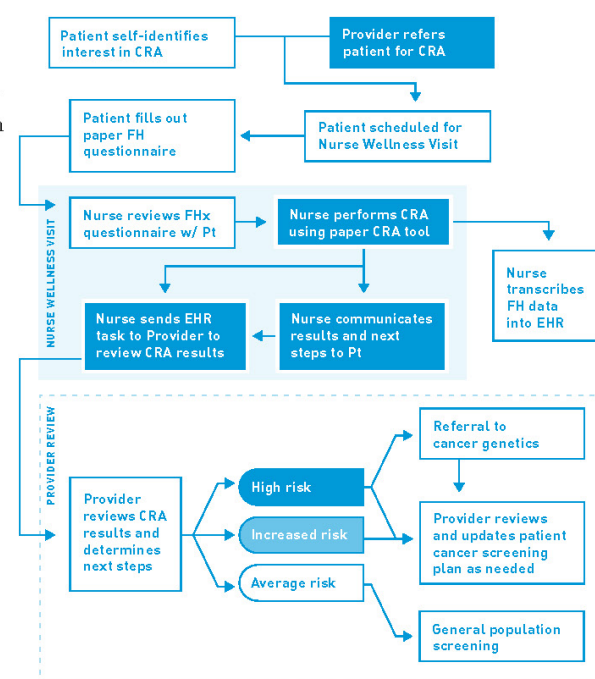 Patient self-identifies
interest in CRA
Provider refers
patient for CRA
Patient fills out
paper FH
questionnaire
Patient scheduled for
Nurse Wellness Visit
NURSE WELLNESS VISIT
Nurse reviews FHx
questionnaire w/ Pt
Nurse performs CRA
using paper CRA tool
Nurse
transcribes
FH data
into EHR
Nurse sends EHR
task to Provider to
review CRA results
Nurse communicates
results and next
steps to Pt
PROVIDER REVIEW
Provider
reviews CRA
results and
determines
next steps
High risk
Increased risk
Average risk
Referral to
cancer genetics
Provider reviews
and updates patient
cancer screening
plan as needed
General population
screening